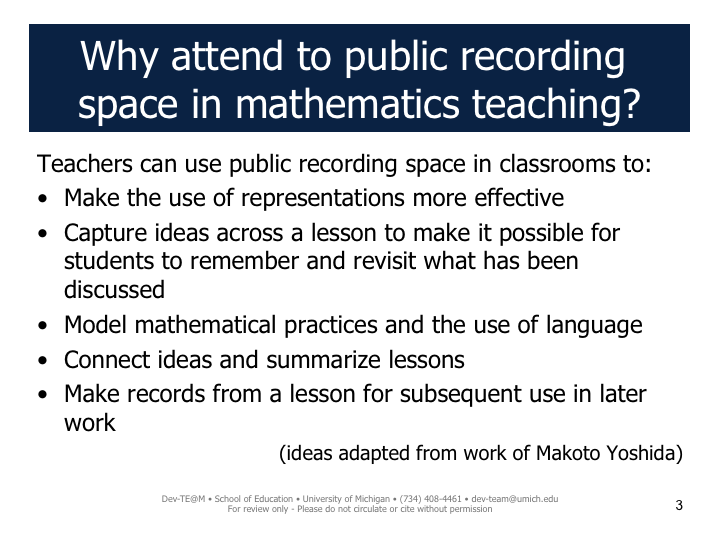 Why attend to public recording
space in mathematics teaching?
Teachers can use public recording space in classrooms to:
• Make the use of representations more effective
• Capture ideas across a lesson to make it possible for
students to remember and revisit what has been
discussed
• Model mathematical practices and the use of language
• Connect ideas and summarize lessons
• Make records from a lesson for subsequent use in later
work
(ideas adapted from work of Makoto Yoshida)
Dev-TE@M • School of Education • University of Michigan • (734) 408-4461 • dev-team@umich.edu
For review only - Please do not circulate or cite without permission
3